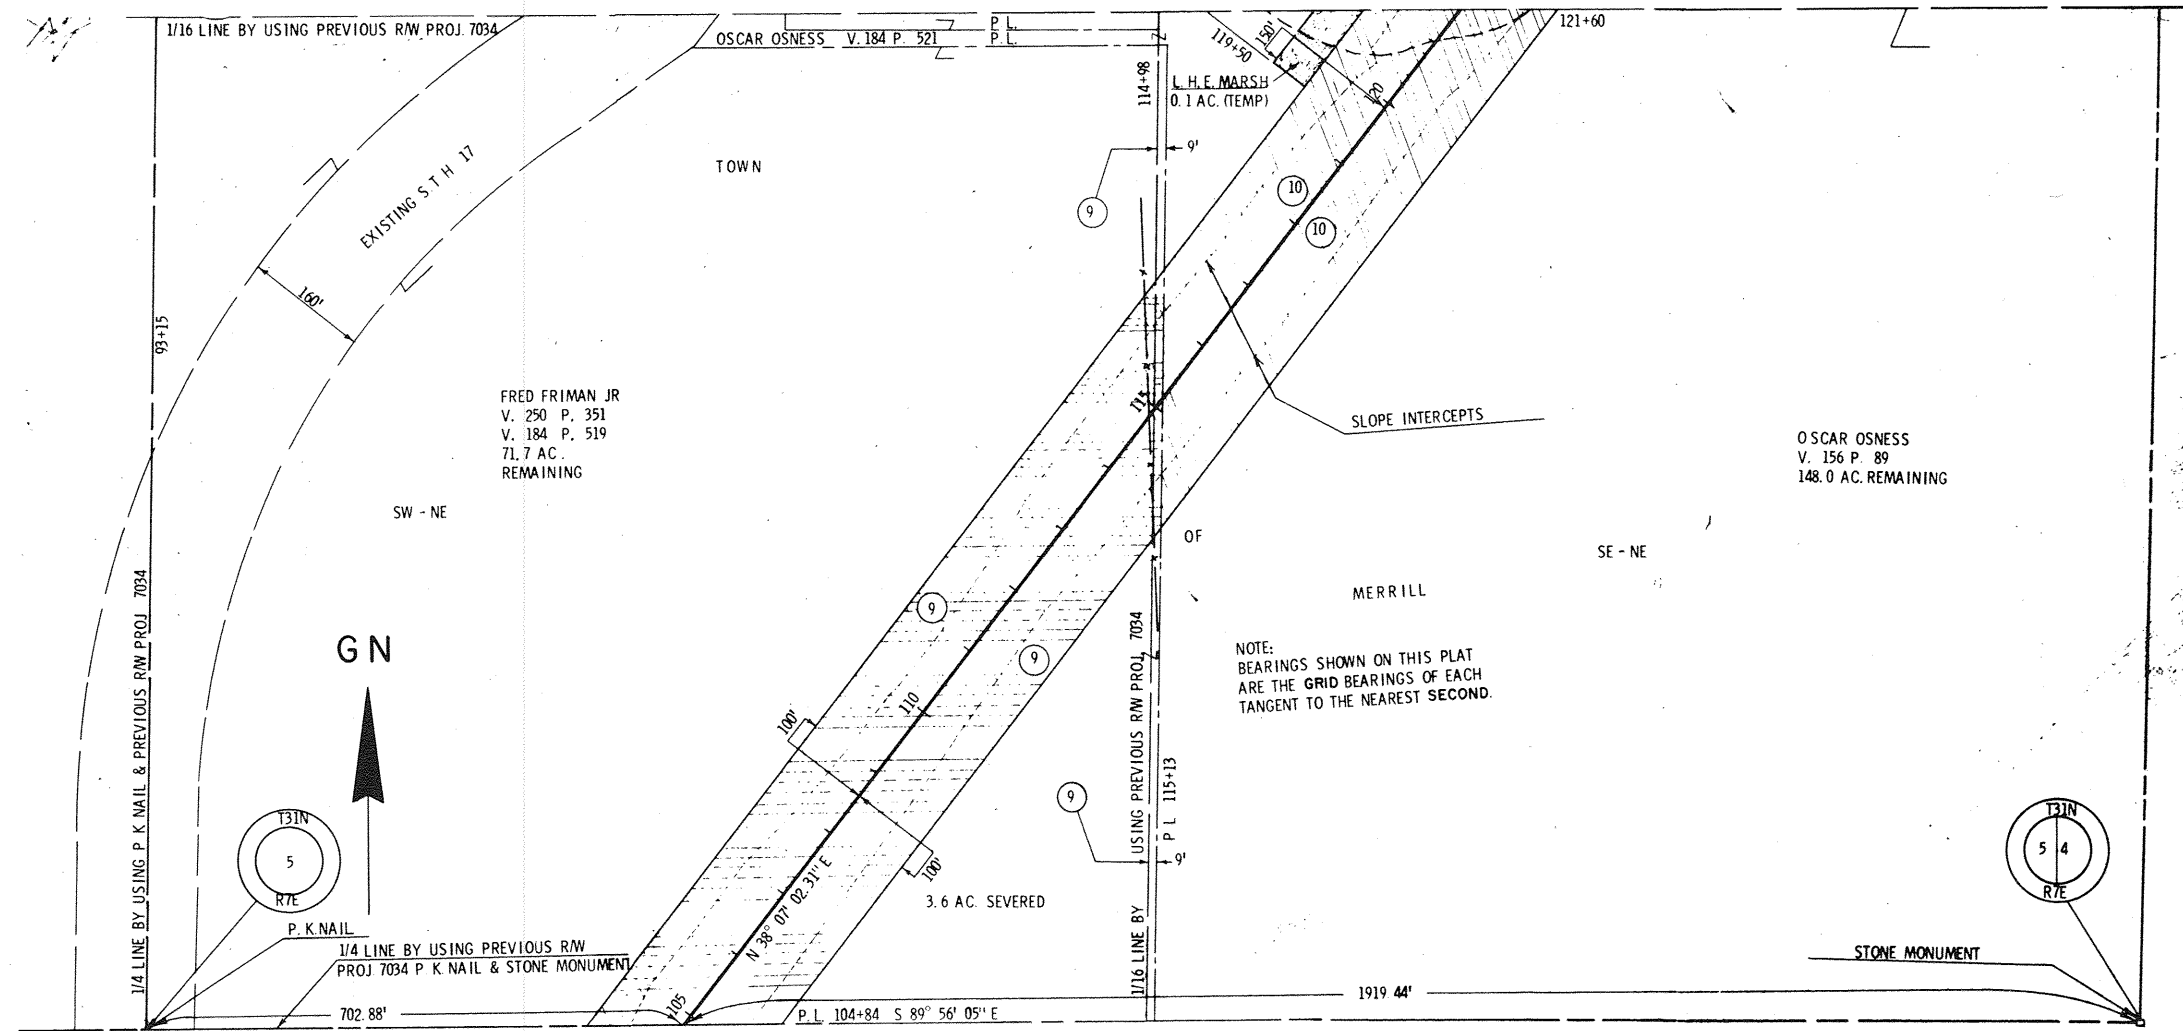 1/16 LINE BY USING PREVIOUS R/W PROJ. 7034
OSCAR OSNESS V. 184 P. 521
P. L.
P. L.
119+50
150'
121+60
L. H. E. MARSH
0.1 AC. (TEMP)
114+98
120
9'
9
TOWN
EXISTING S. T. H 17
160'
93+15
10
10
FRED FRIMAN JR
V. 250 P. 351
V. 184 P. 519
71.7 AC.
REMAINING
SW - NE
115
SLOPE INTERCEPTS
OSCAR OSNESS
V. 156 P. 89
148.0 AC. REMAINING
OF
SE - NE
MERRILL
9
9
GN
NOTE:
BEARINGS SHOWN ON THIS PLAT
ARE THE GRID BEARINGS OF EACH
TANGENT TO THE NEAREST SECOND.
1/4 LINE BY USING P K NAIL & PREVIOUS R/W PROJ 7034
1/16 LINE BY USING PREVIOUS R/W PROJ. 7034
P L 115+13
110
100'
100'
9
9'
T31N
5
R7E
T31N
5 4
R7E
N 38° 07' 02.31" E
3.6 AC. SEVERED
P. K. NAIL
1/4 LINE BY USING PREVIOUS R/W
PROJ. 7034 P. K. NAIL & STONE MONUMENT
STONE MONUMENT
105
702.88'
P. L. 104+84 S 89° 56' 05" E
1919.44'